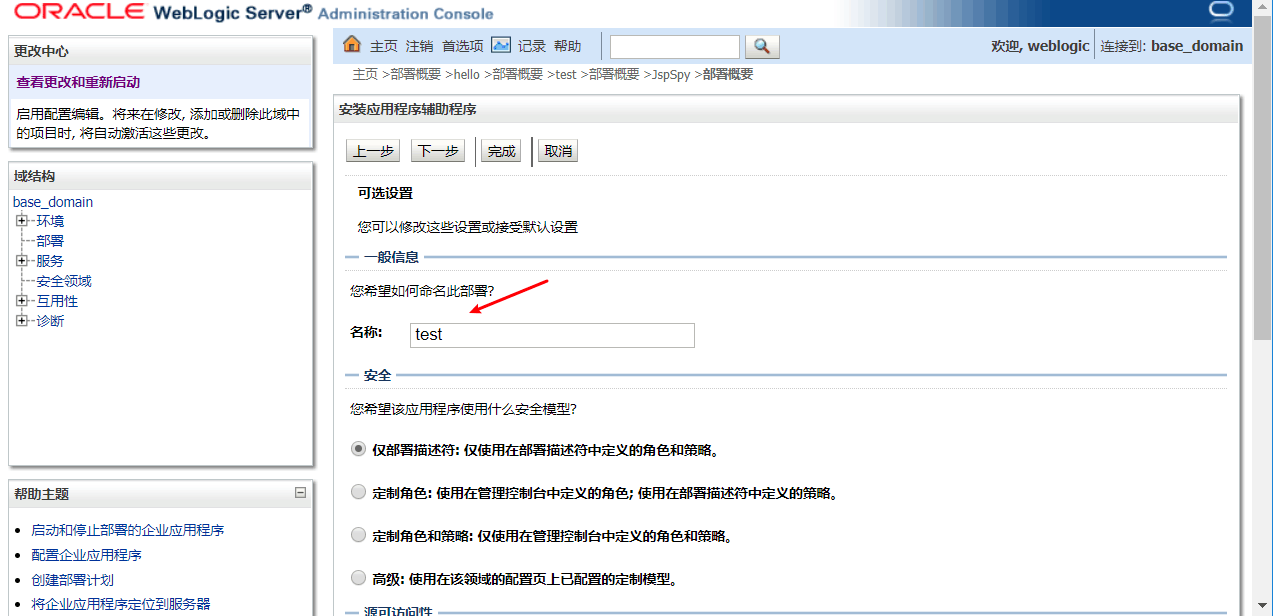 ORACLE WebLogic Server® Administration Console
更改中心
查看更改和重新启动
启用配置编辑。将来在修改, 添加或删除此域中
的项目时, 将自动激活这些更改。
域结构
base_domain
环境
部署
服务
安全领域
互用性
诊断
帮助主题
启动和停止部署的企业应用程序
配置企业应用程序
创建部署计划
将企业应用程序定位到服务器
主页 注销 首选项 记录 帮助
欢迎, weblogic 连接到: base_domain
主页 >部署概要 >hello >部署概要 >test >部署概要 >JspSpy >部署概要
安装应用程序辅助程序
上一步 下一步 完成 取消
可选设置
您可以修改这些设置或接受默认设置
一般信息
您希望如何命名此部署?
名称: test
安全
您希望该应用程序使用什么安全模型?
仅部署描述符: 仅使用在部署描述符中定义的角色和策略。
定制角色: 使用在管理控制台中定义的角色; 使用在部署描述符中定义的策略。
定制角色和策略: 仅使用在管理控制台中定义的角色和策略。
高级: 使用在该领域的配置页上已配置的定制模型。
源可访问性